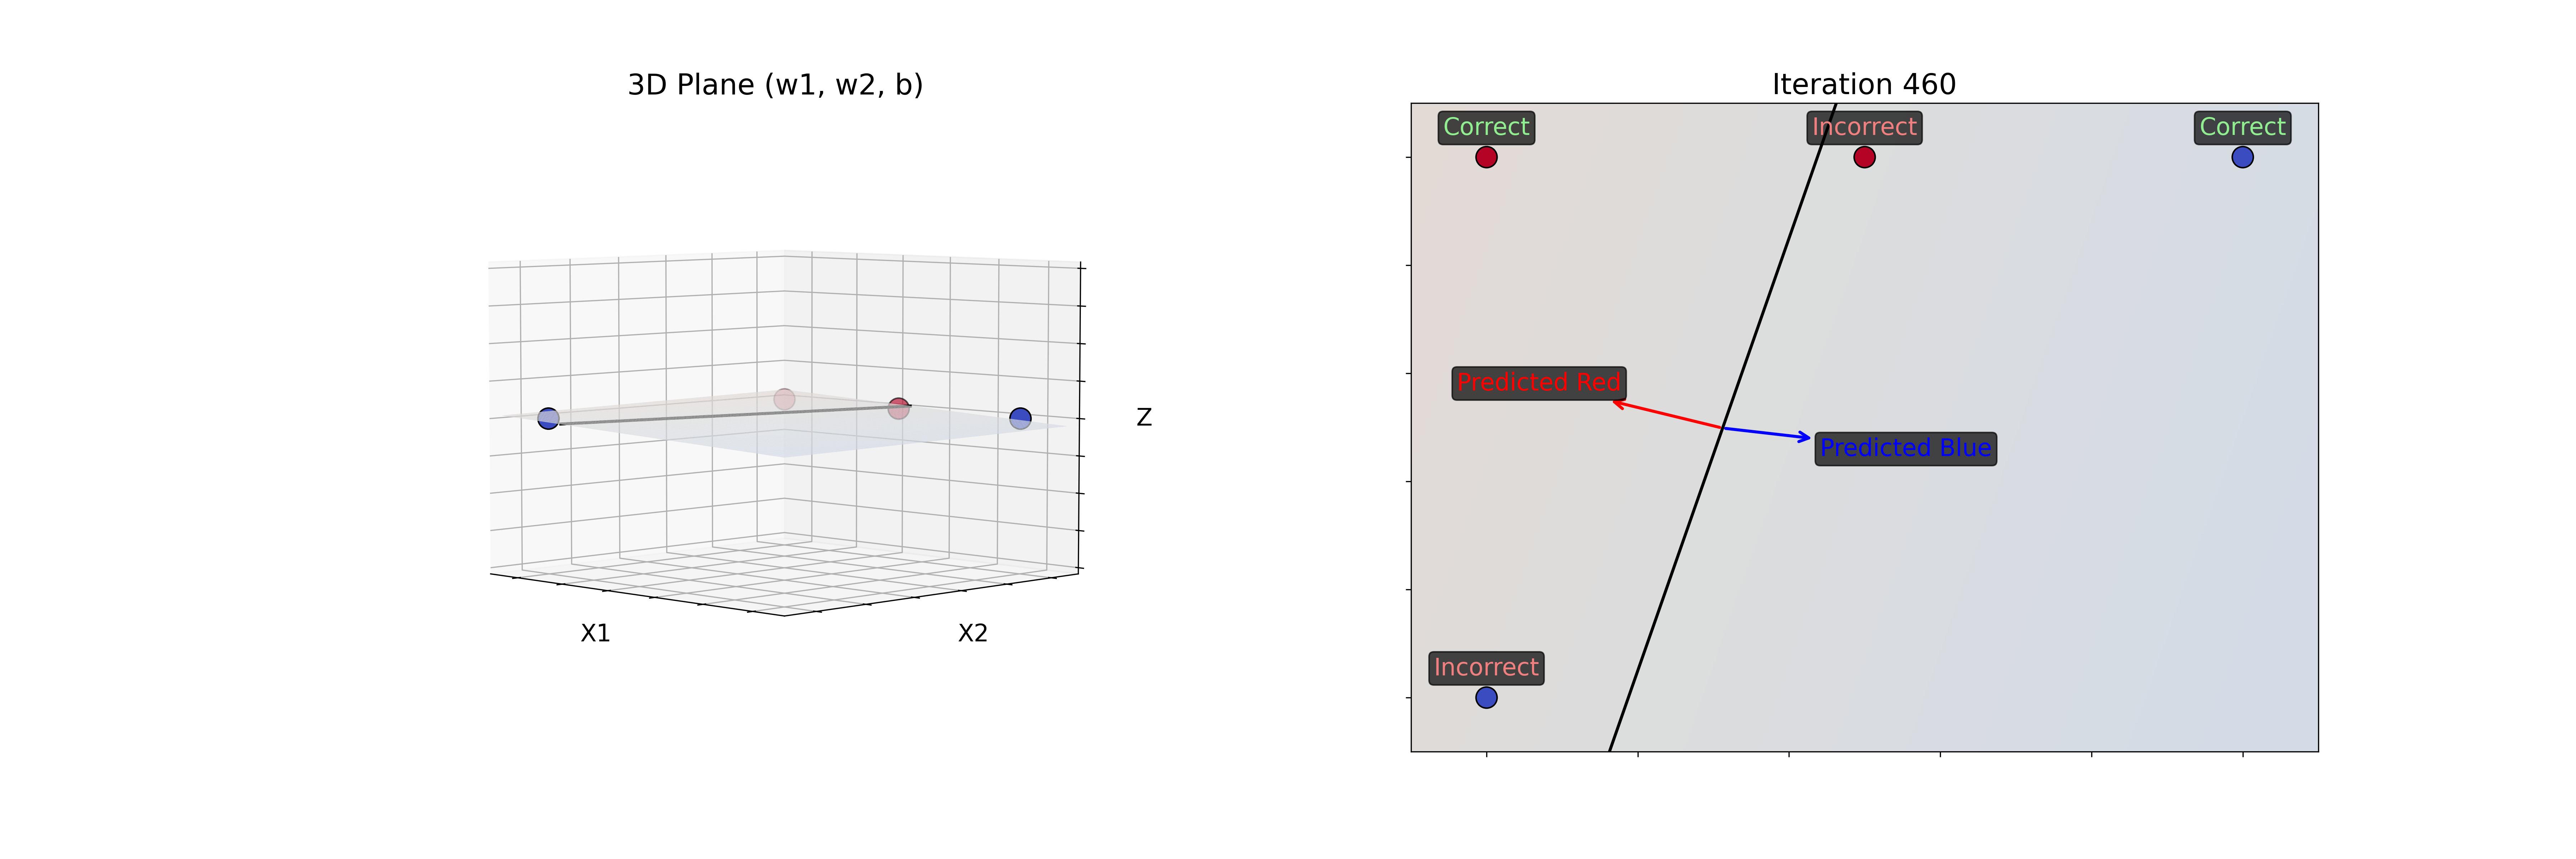 3D Plane (w1, w2, b)
Z
X1
X2
Iteration 460
Correct
Incorrect
Correct
Predicted Red
Predicted Blue
Incorrect